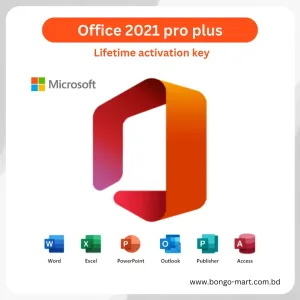 Office 2021 pro plus
Lifetime activation key
Microsoft
Word Excel PowerPoint Outlook Publisher Access
www.bongo-mart.com.bd